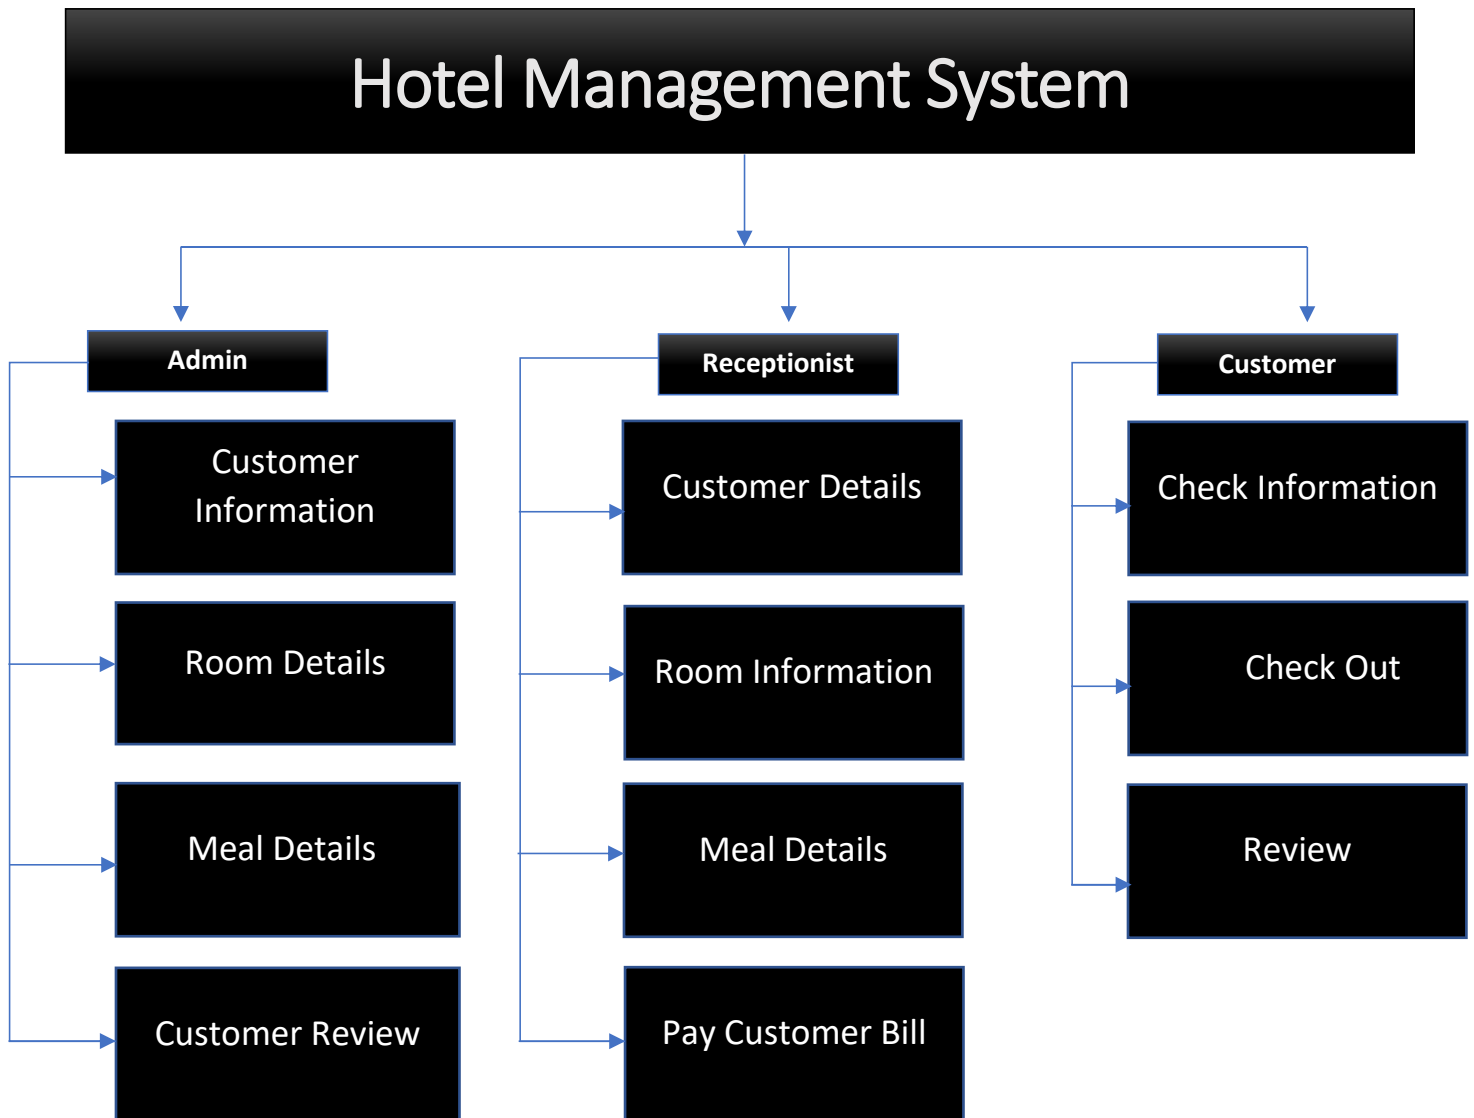 Hotel Management System
Admin
Receptionist
Customer
Customer
Information
Customer Details
Check Information
Room Details
Room Information
Check Out
Meal Details
Meal Details
Review
Customer Review
Pay Customer Bill